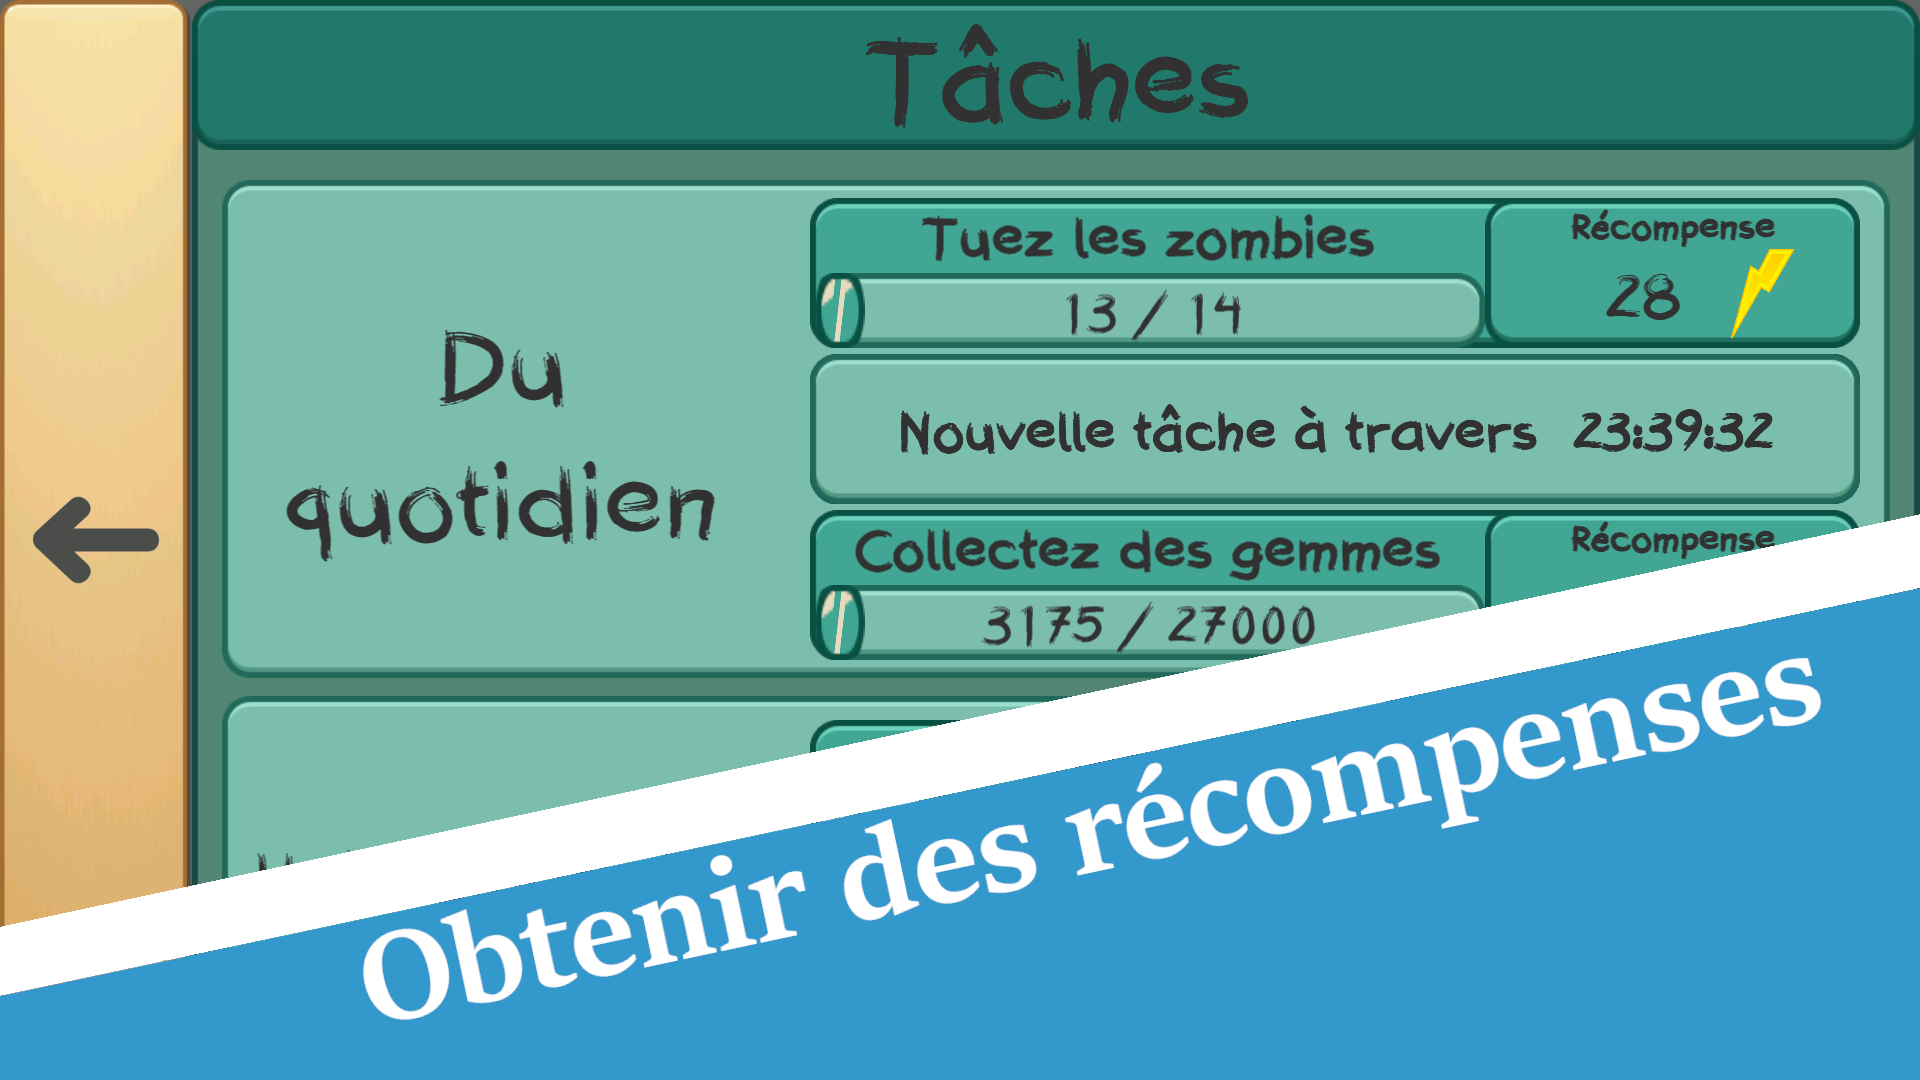 Tâches
Du
quotidien
Tuez les zombies
13 / 14
Récompense
28
Nouvelle tâche à travers 23:39:32
Collectez des gemmes
3175 / 27000
Récompense
Obtenir des récompenses